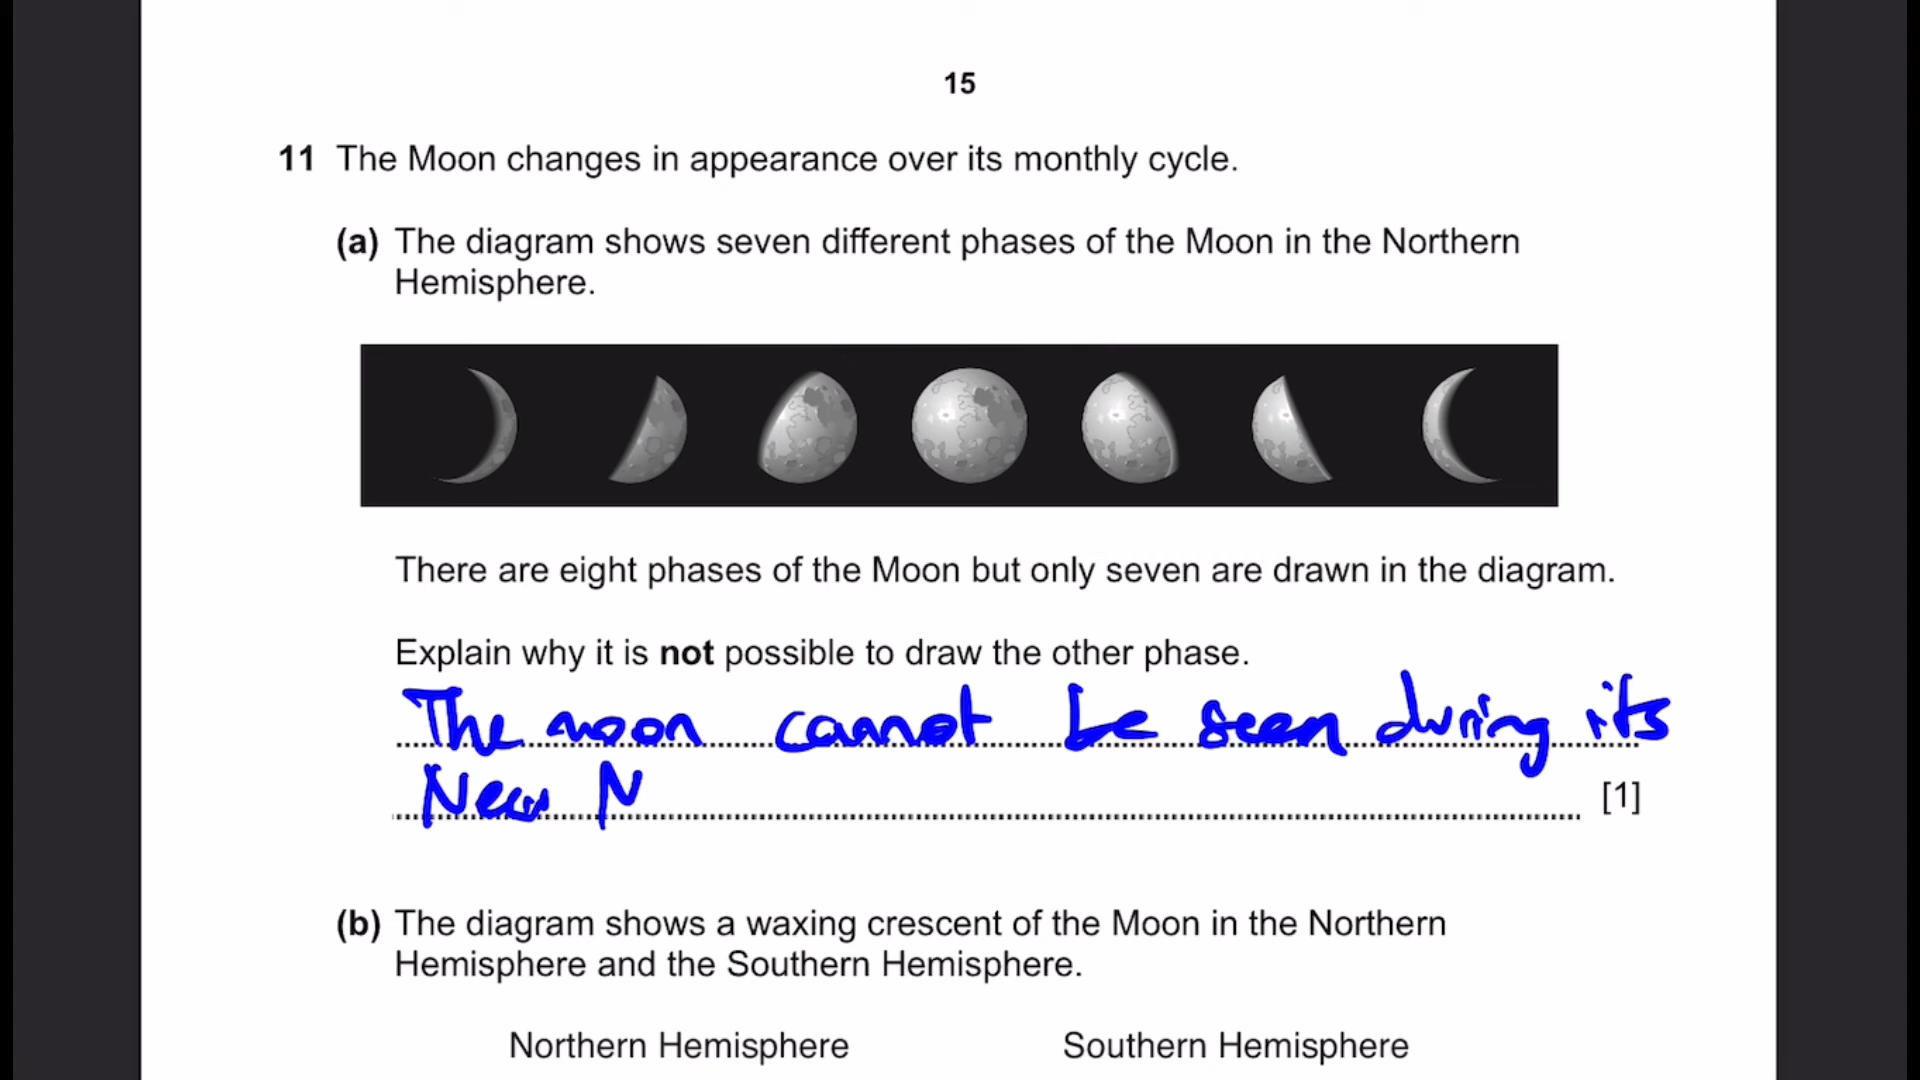 15
11 The Moon changes in appearance over its monthly cycle.
(a) The diagram shows seven different phases of the Moon in the Northern
Hemisphere.
There are eight phases of the Moon but only seven are drawn in the diagram.
Explain why it is not possible to draw the other phase.
The moon cannot be seen during its
New N
[1]
(b) The diagram shows a waxing crescent of the Moon in the Northern
Hemisphere and the Southern Hemisphere.
Northern Hemisphere Southern Hemisphere